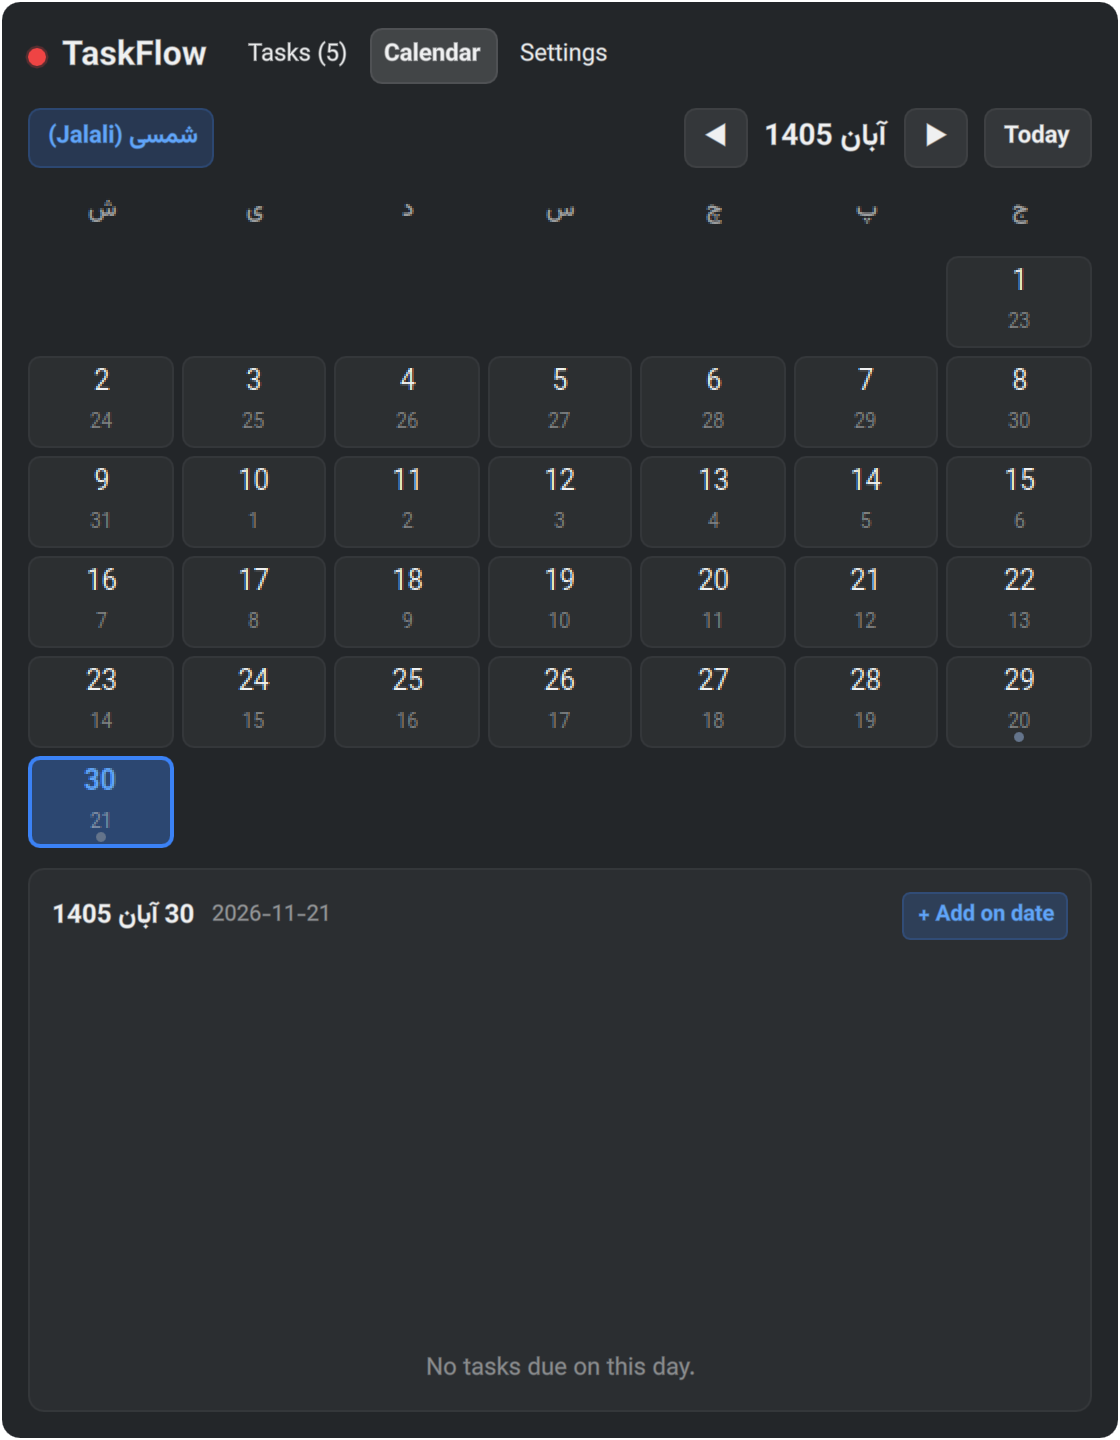 TaskFlow Tasks (5) Calendar Settings
شمسی (Jalali) ◀ آبان 1405 ▶ Today
ش ی د س چ پ ج
1
23
2 3 4 5 6 7 8
24 25 26 27 28 29 30
9 10 11 12 13 14 15
31 1 2 3 4 5 6
16 17 18 19 20 21 22
7 8 9 10 11 12 13
23 24 25 26 27 28 29
14 15 16 17 18 19 20
30
21
30 آبان 1405 2026-11-21 + Add on date
No tasks due on this day.